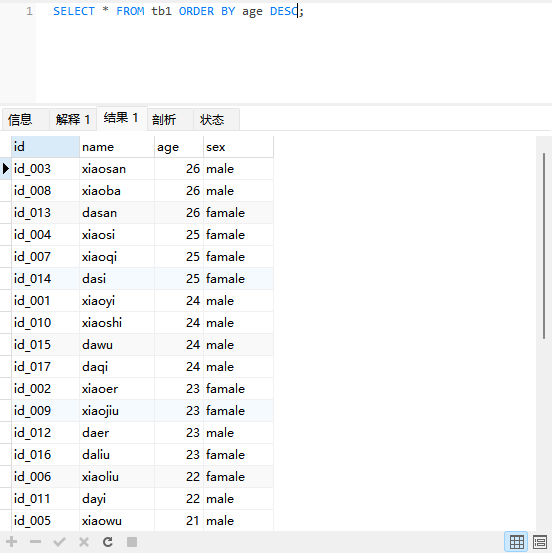 1 SELECT * FROM tb1 ORDER BY age DESC;
信息 解释 1 结果 1 剖析 状态
id name age sex
id_003 xiaosan 26 male
id_008 xiaoba 26 male
id_013 dasan 26 famale
id_004 xiaosi 25 famale
id_007 xiaoqi 25 famale
id_014 dasi 25 famale
id_001 xiaoyi 24 male
id_010 xiaoshi 24 male
id_015 dawu 24 male
id_017 daqi 24 male
id_002 xiaoer 23 famale
id_009 xiaojiu 23 famale
id_012 daer 23 male
id_016 daliu 23 famale
id_006 xiaoliu 22 famale
id_011 dayi 22 male
id_005 xiaowu 21 male